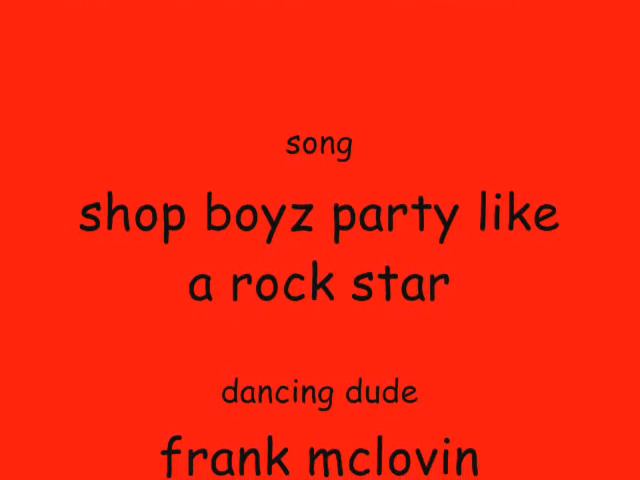 song
shop boyz party like
a rock star
dancing dude
frank mclovin